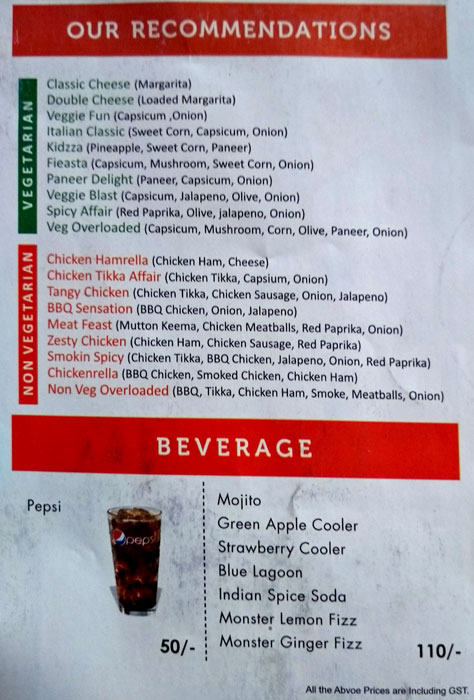 OUR RECOMMENDATIONS
VEGETARIAN
Classic Cheese (Margarita)
Double Cheese (Loaded Margarita)
Veggie Fun (Capsicum ,Onion)
Italian Classic (Sweet Corn, Capsicum, Onion)
Kidzza (Pineapple, Sweet Corn, Paneer)
Fieasta (Capsicum, Mushroom, Sweet Corn, Onion)
Paneer Delight (Paneer, Capsicum, Onion)
Veggie Blast (Capsicum, Jalapeno, Olive, Onion)
Spicy Affair (Red Paprika, Olive, jalapeno, Onion)
Veg Overloaded (Capsicum, Mushroom, Corn, Olive, Paneer, Onion)
NON VEGETARIAN
Chicken Hamrella (Chicken Ham, Cheese)
Chicken Tikka Affair (Chicken Tikka, Capsium, Onion)
Tangy Chicken (Chicken Tikka, Chicken Sausage, Onion, Jalapeno)
BBQ Sensation (BBQ Chicken, Onion, Jalapeno)
Meat Feast (Mutton Keema, Chicken Meatballs, Red Paprika, Onion)
Zesty Chicken (Chicken Ham, Chicken Sausage, Red Paprika)
Smokin Spicy (Chicken Tikka, BBQ Chicken, Jalapeno, Onion, Red Paprika)
Chickenrella (BBQ Chicken, Smoked Chicken, Chicken Ham)
Non Veg Overloaded (BBQ, Tikka, Chicken Ham, Smoke, Meatballs, Onion)
BEVERAGE
Pepsi
pepsi
50/-
Mojito
Green Apple Cooler
Strawberry Cooler
Blue Lagoon
Indian Spice Soda
Monster Lemon Fizz
Monster Ginger Fizz
110/-
All the Abvoe Prices are Including GST.